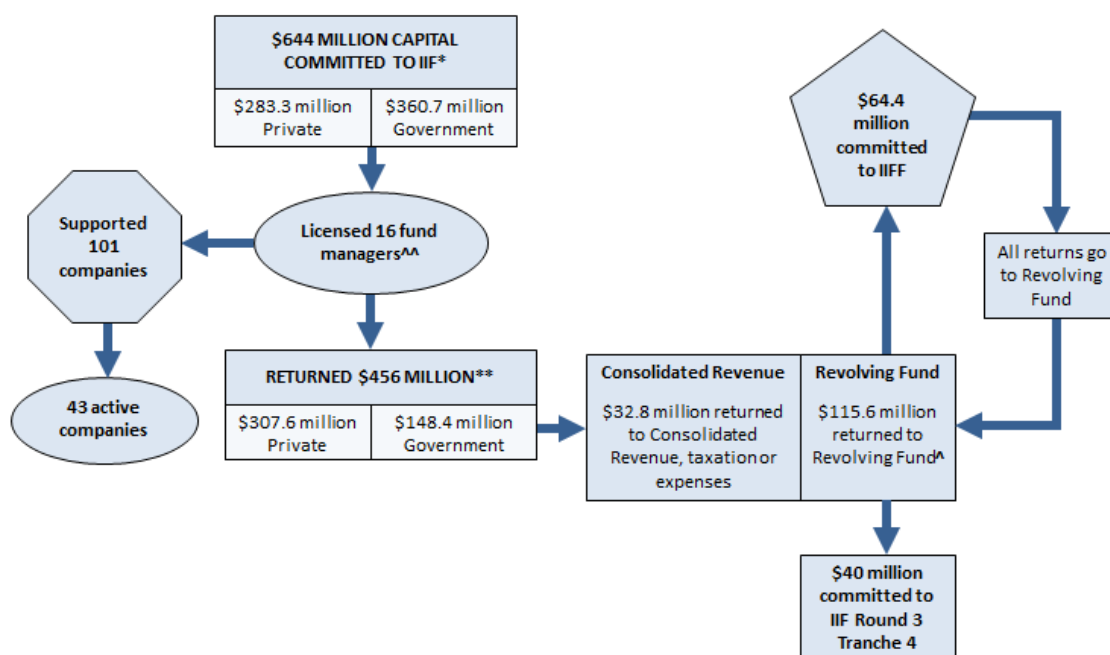 $644 MILLION CAPITAL
COMMITTED TO IIF*
$283.3 million
Private
$360.7 million
Government
Licensed 16 fund
managers^^
Supported
101
companies
43 active
companies
RETURNED $456 MILLION**
$307.6 million
Private
$148.4 million
Government
Consolidated Revenue
$32.8 million returned
to Consolidated
Revenue, taxation or
expenses
Revolving Fund
$115.6 million
returned to
Revolving Fund^
$64.4
million
committed
to IIFF
All returns go
to Revolving
Fund
$40 million
committed to
IIF Round 3
Tranche 4